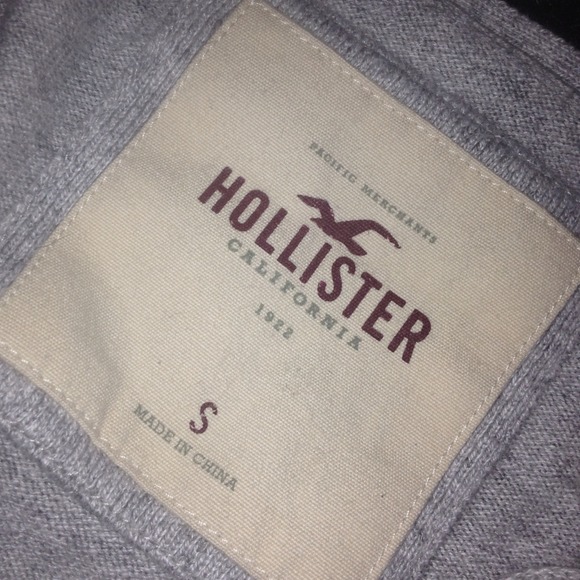 PACIFIC MERCHANTS
HOLLISTER
CALIFORNIA
1922
S
MADE IN CHINA